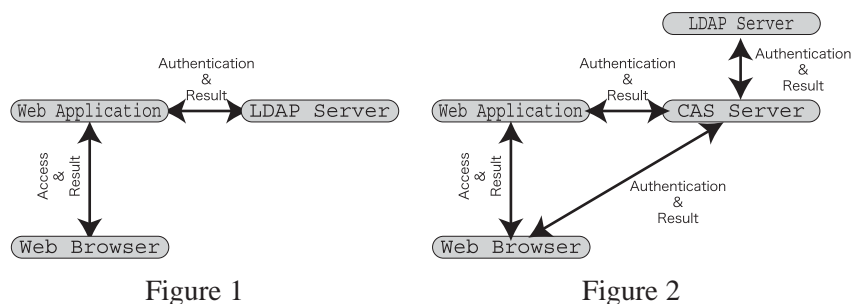 Authentication
&
Result
Web Application
LDAP Server
Access
&
Result
Web Browser
Figure 1
LDAP Server
Authentication
&
Result
Authentication
&
Result
Web Application
CAS Server
Access
&
Result
Authentication
&
Result
Web Browser
Figure 2